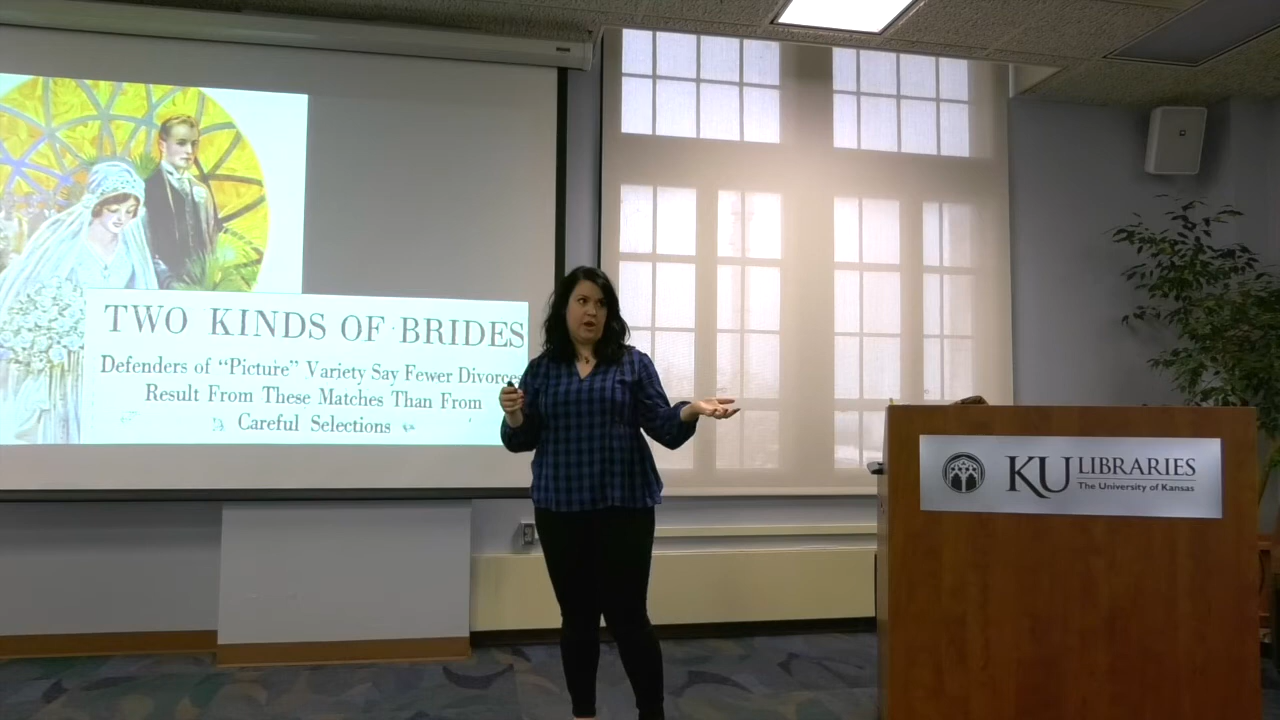 TWO KINDS OF BRIDES
Defenders of “Picture” Variety Say Fewer Divorces
Result From These Matches Than From
Careful Selections
KU LIBRARIES
The University of Kansas